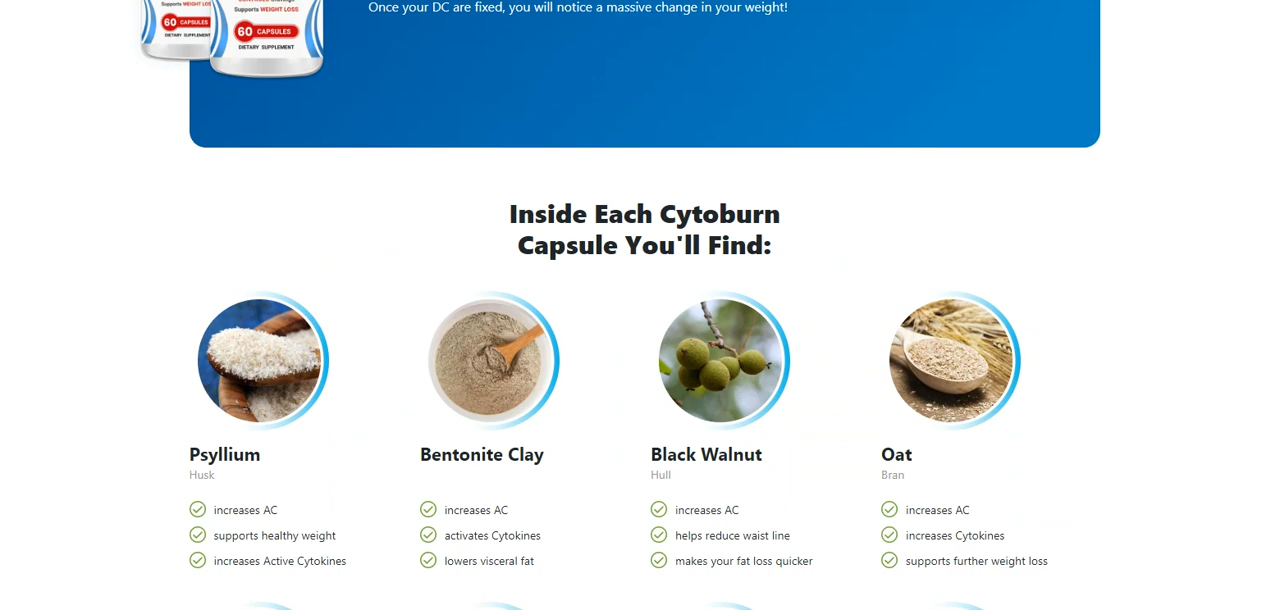 Once your DC are fixed, you will notice a massive change in your weight!
Supports WEIGHT LOSS
60 CAPSULES
DIETARY SUPPLEMENT
Supports WEIGHT LOSS
60 CAPSULES
DIETARY SUPPLEMENT
Inside Each Cytoburn
Capsule You'll Find:
Psyllium
Husk
increases AC
supports healthy weight
increases Active Cytokines
Bentonite Clay
increases AC
activates Cytokines
lowers visceral fat
Black Walnut
Hull
increases AC
helps reduce waist line
makes your fat loss quicker
Oat
Bran
increases AC
increases Cytokines
supports further weight loss